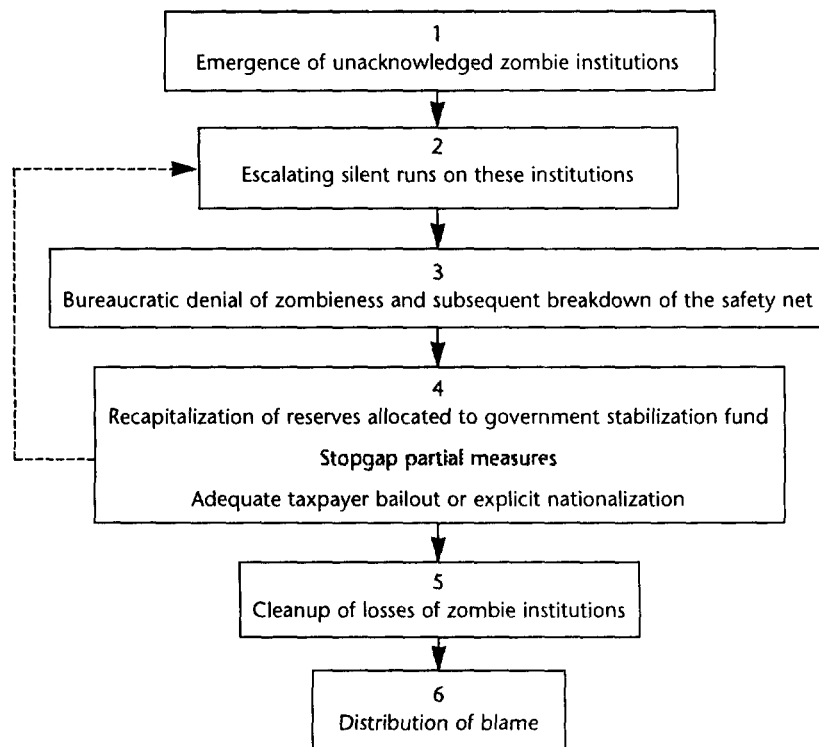 1
Emergence of unacknowledged zombie institutions
2
Escalating silent runs on these institutions
3
Bureaucratic denial of zombieness and subsequent breakdown of the safety net
4
Recapitalization of reserves allocated to government stabilization fund
Stopgap partial measures
Adequate taxpayer bailout or explicit nationalization
5
Cleanup of losses of zombie institutions
6
Distribution of blame